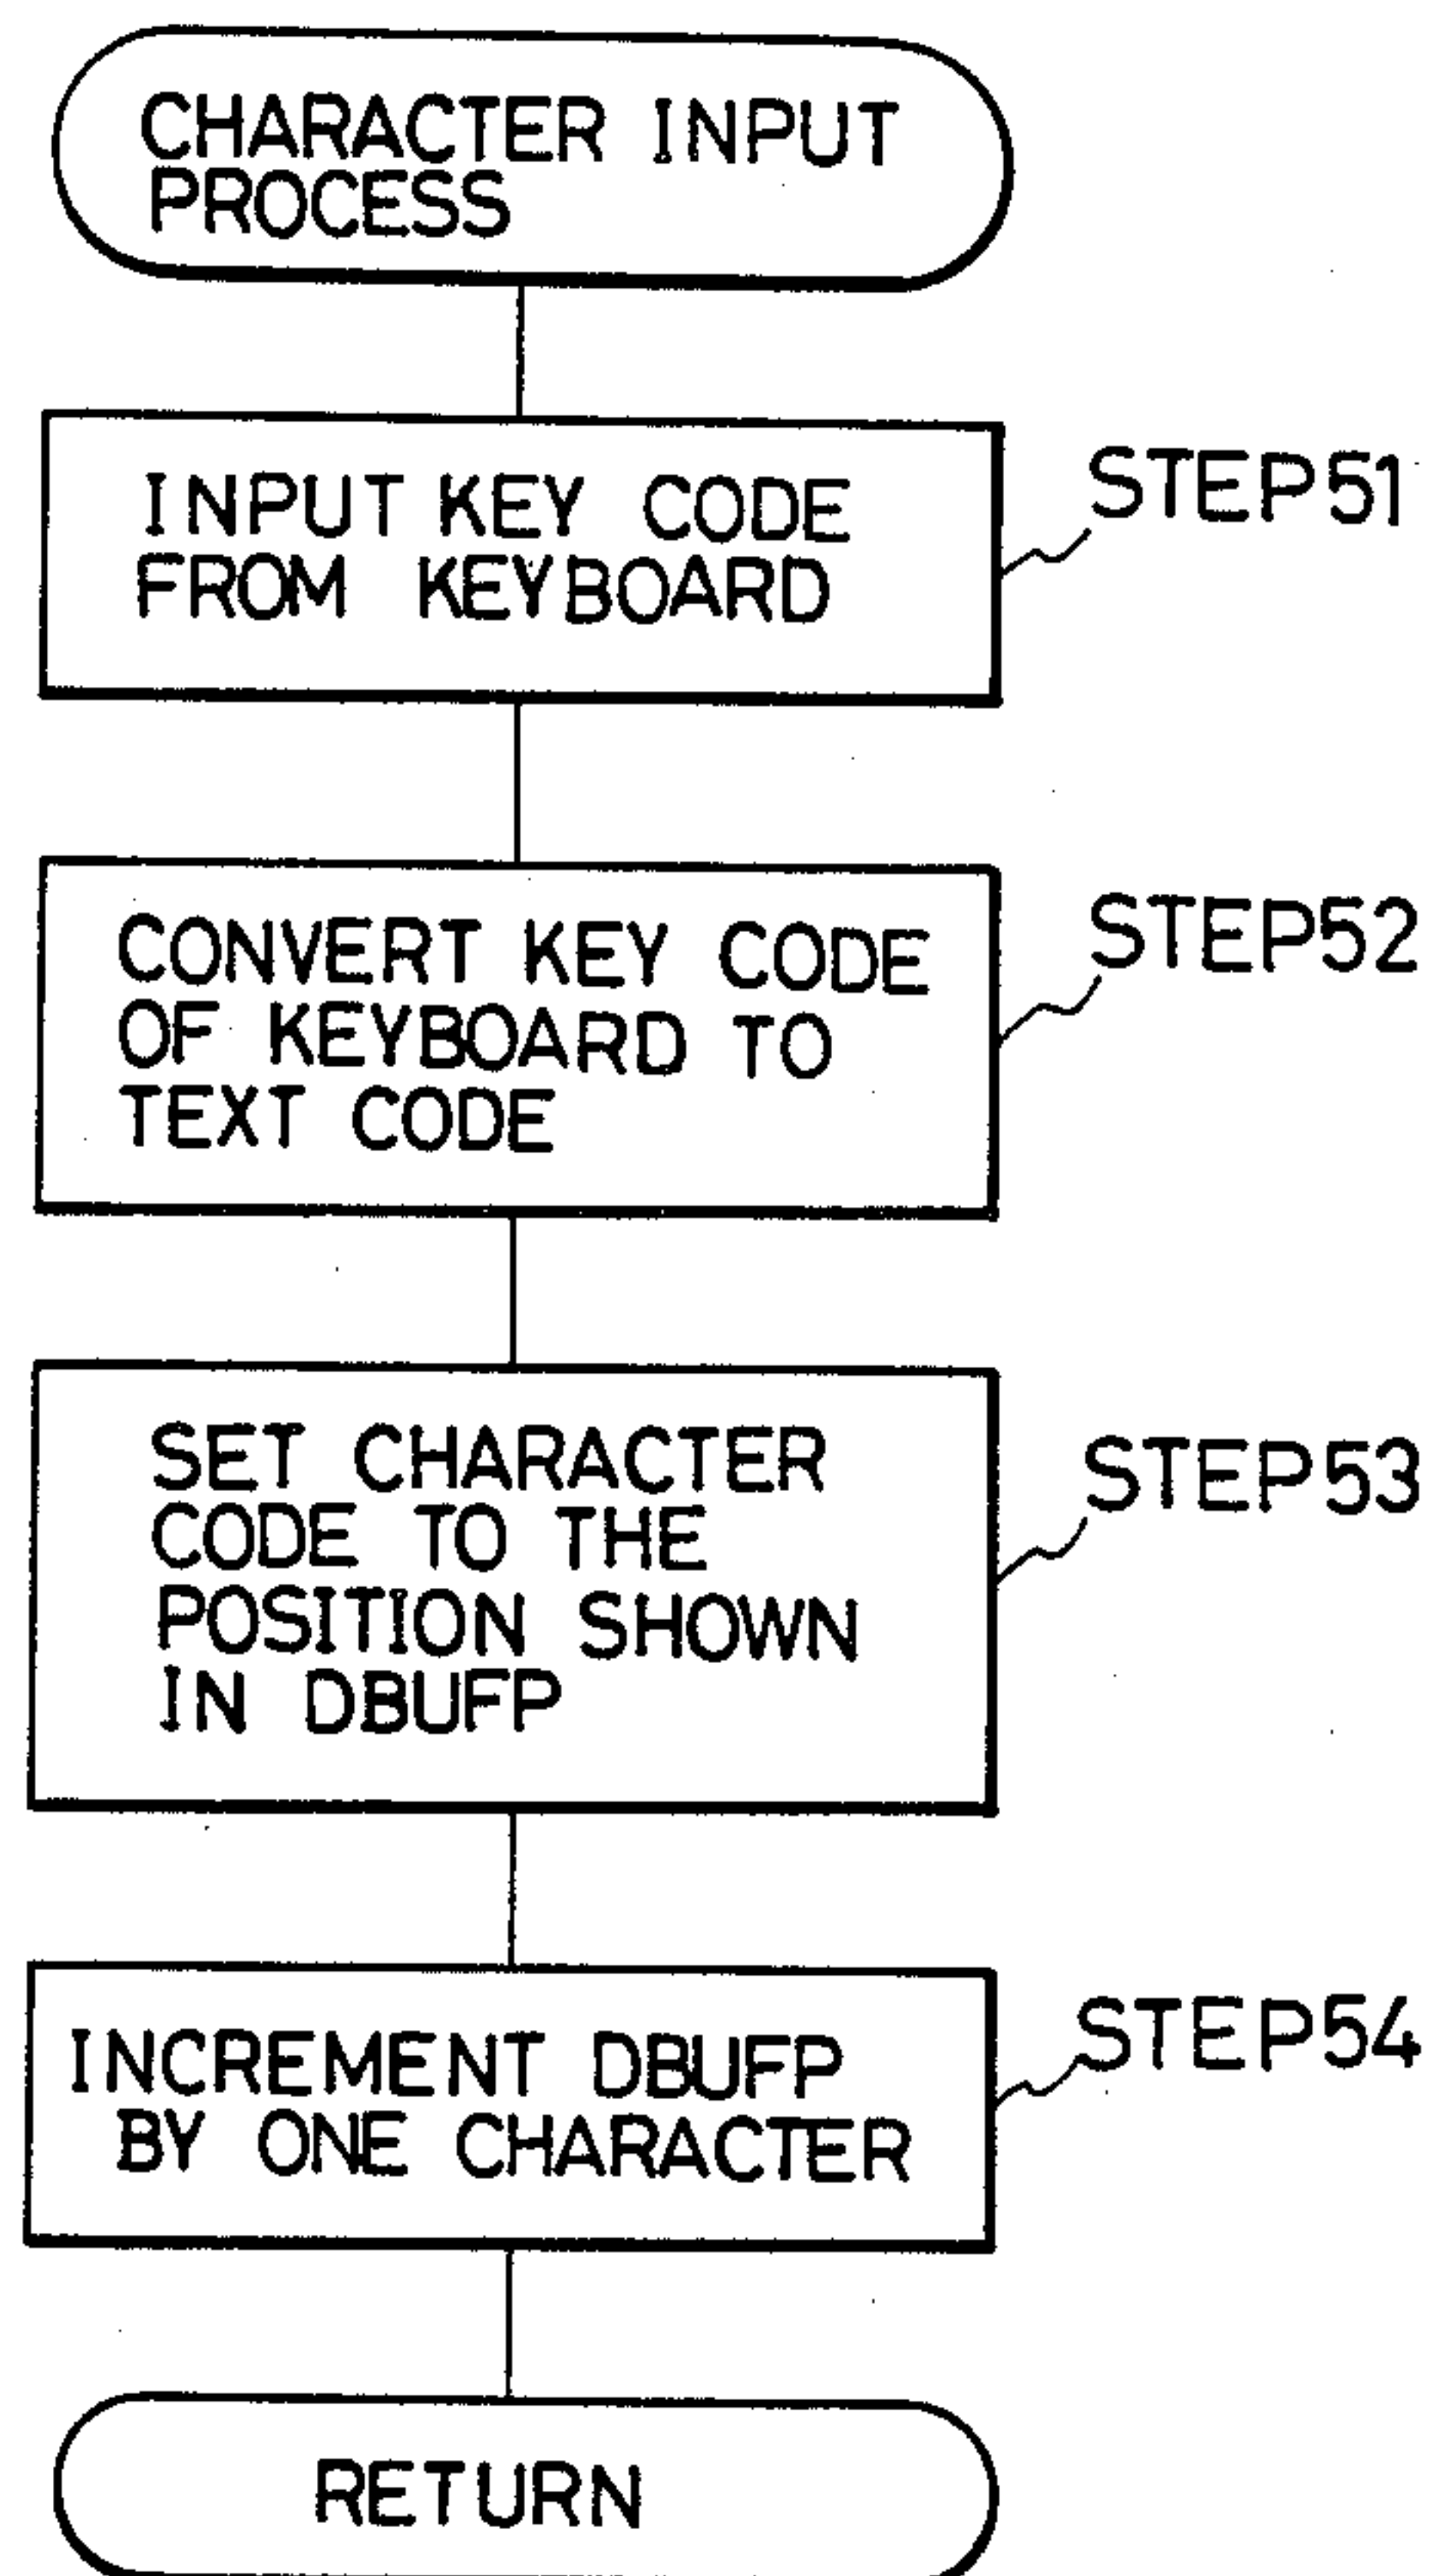 CHARACTER INPUT
PROCESS
INPUT KEY CODE
FROM KEYBOARD
STEP51
CONVERT KEY CODE
OF KEYBOARD TO
TEXT CODE
STEP52
SET CHARACTER
CODE TO THE
POSITION SHOWN
IN DBUFP
STEP53
INCREMENT DBUFP
BY ONE CHARACTER
STEP54
RETURN